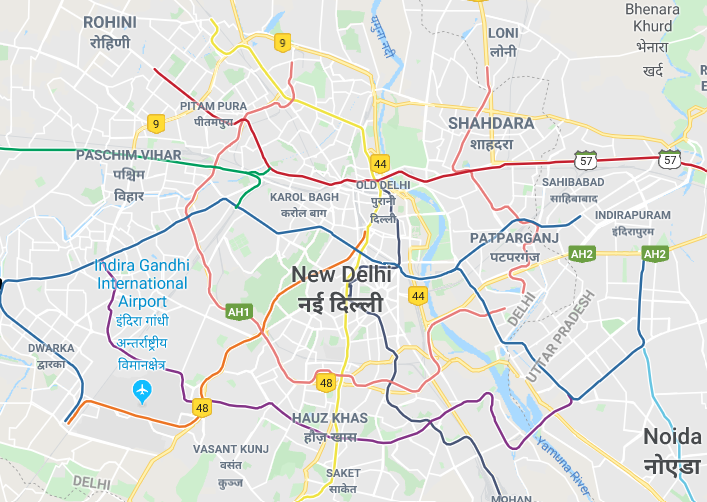 ROHINI
रोहिणी
9
यमुना नदी
LONI
लोनी
Bhenara
Khurd
भेनारा
खर्द
PITAM PURA
पीतमपुरा
9
SHAHDARA
शाहदरा
44
57
57
PASCHIM VIHAR
पश्चिम
विहार
KAROL BAGH
करोल बाग
OLD DELHI
पुरानी
दिल्ली
SAHIBABAD
साहिबाबाद
INDIRAPURAM
इंदिरापुरम
PATPARGANJ
पटपरगंज
AH2
AH2
Indira Gandhi
International
Airport
इंदिरा गांधी
अन्तर्राष्ट्रीय
विमानक्षेत्र
New Delhi
नई दिल्ली
44
AH1
DELHI
UTTAR PRADESH
DWARKA
द्वारका
48
48
HAUZ KHAS
हौज़ खास
VASANT KUNJ
वसंत
कुञ्ज
SAKET
साकेत
DELHI
Yamuna River
Noida
नोएडा
MOHAN